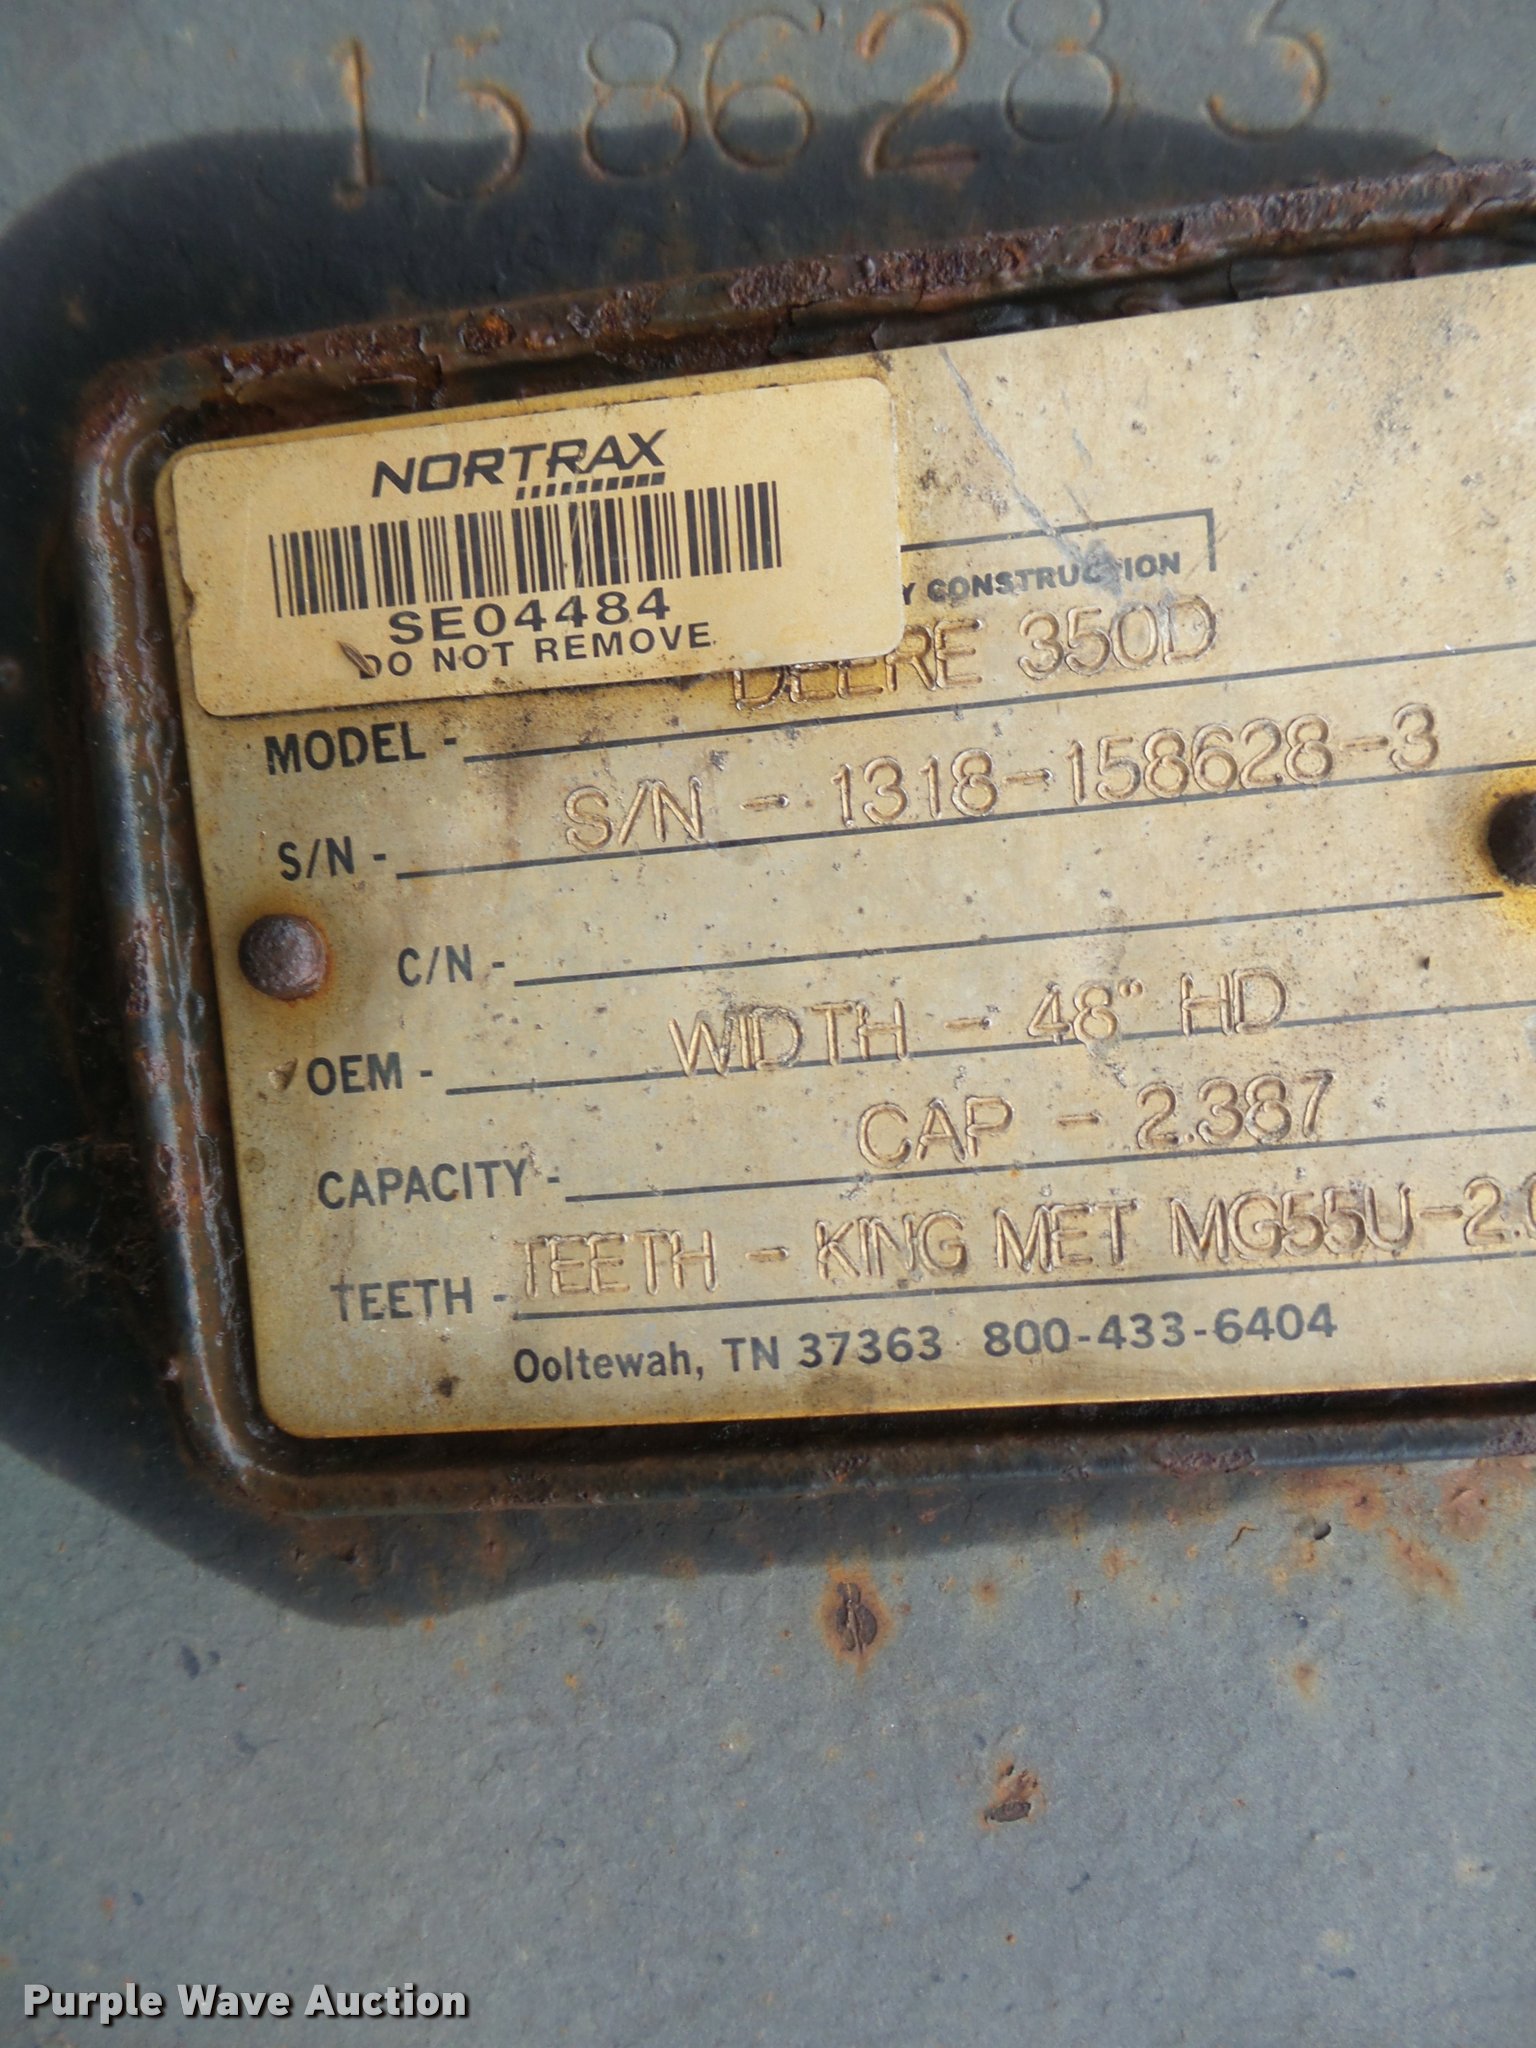 158628 3
NORTRAX
SE04484
DO NOT REMOVE
Y CONSTRUCTION
MODEL - DEERE 350D
S/N - S/N - 1318-158628-3
C/N -
OEM - WIDTH - 48" HD
CAPACITY - CAP - 2.387
TEETH - TEETH - KING MET MG55U-2.
Ooltewah, TN 37363 800-433-6404
Purple Wave Auction